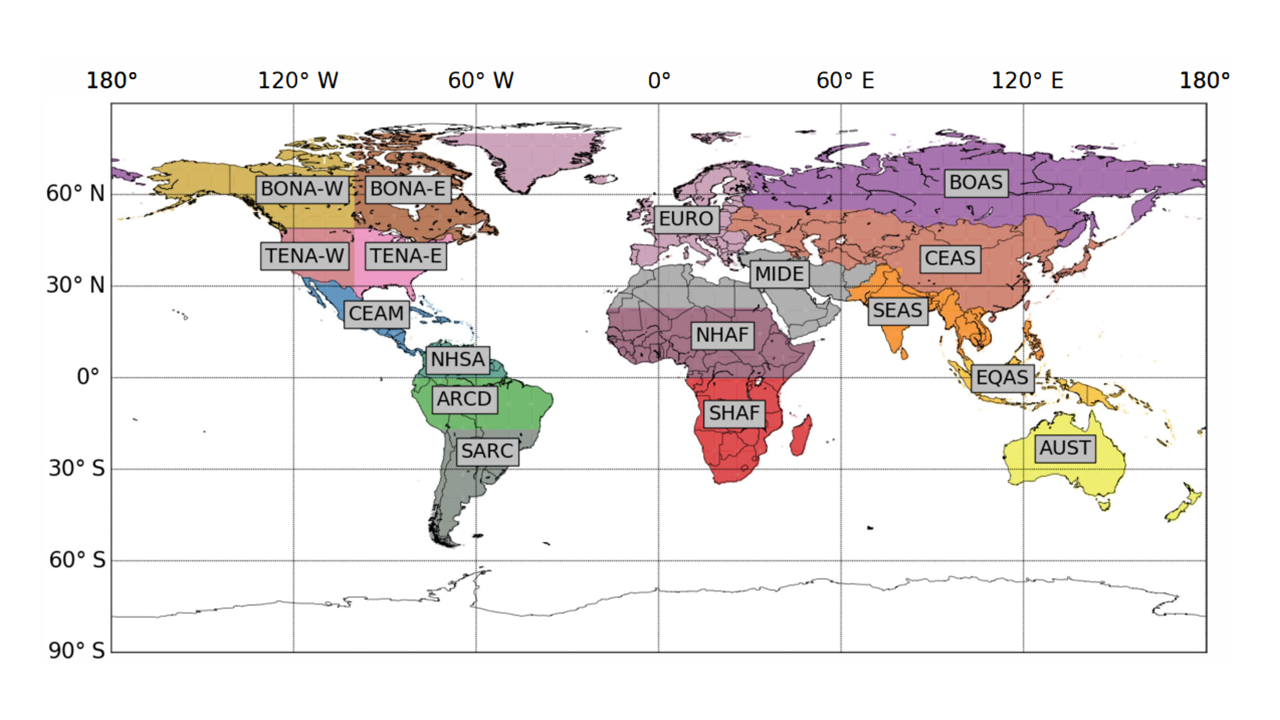 180° 120° W 60° W 0° 60° E 120° E 180°
60° N
30° N
0°
30° S
60° S
90° S
BONA-W BONA-E
BOAS
EURO
TENA-W TENA-E
CEAS
MIDE
CEAM
SEAS
NHAF
NHSA
EQAS
ARCD
SHAF
SARC
AUST